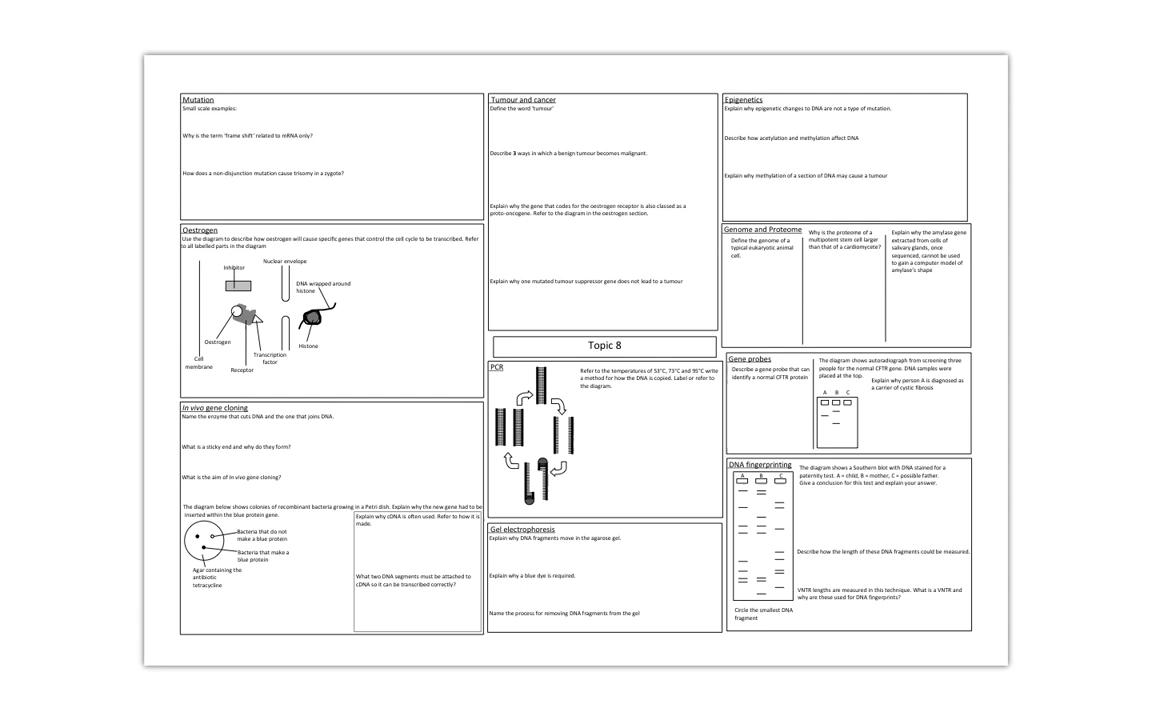 Mutation
Small scale examples:
Why is the term 'frame shift' related to mRNA only?
How does a non-disjunction mutation cause trisomy in a zygote?
Oestrogen
Use the diagram to describe how oestrogen will cause specific genes that control the cell cycle to be transcribed. Refer
to all labelled parts in the diagram
Nuclear envelope
Inhibitor
DNA wrapped around
histone
Oestrogen
Histone
Transcription
factor
Cell
membrane
Receptor
In vivo gene cloning
Name the enzyme that cuts DNA and the one that joins DNA.
What is a sticky end and why do they form?
What is the aim of In vivo gene cloning?
The diagram below shows colonies of recombinant bacteria growing in a Petri dish. Explain why the new gene had to be
inserted within the blue protein gene.
Bacteria that do not
make a blue protein
Bacteria that make a
blue protein
Agar containing the
antibiotic
tetracycline
Explain why cDNA is often used. Refer to how it is
made.
What two DNA segments must be attached to
cDNA so it can be transcribed correctly?
Tumour and cancer
Define the word 'tumour'
Describe 3 ways in which a benign tumour becomes malignant.
Explain why the gene that codes for the oestrogen receptor is also classed as a
proto-oncogene. Refer to the diagram in the oestrogen section.
Explain why one mutated tumour suppressor gene does not lead to a tumour
Topic 8
PCR
Refer to the temperatures of 53°C, 73°C and 95°C write
a method for how the DNA is copied. Label or refer to
the diagram.
Gel electrophoresis
Explain why DNA fragments move in the agarose gel.
Explain why a blue dye is required.
Name the process for removing DNA fragments from the gel
Epigenetics
Explain why epigenetic changes to DNA are not a type of mutation.
Describe how acetylation and methylation affect DNA
Explain why methylation of a section of DNA may cause a tumour
Genome and Proteome
Define the genome of a
typical eukaryotic animal
cell.
Why is the proteome of a
multipotent stem cell larger
than that of a cardiomyocete?
Explain why the amylase gene
extracted from cells of
salivary glands, once
sequenced, cannot be used
to gain a computer model of
amylase's shape
Gene probes
Describe a gene probe that can
identify a normal CFTR protein
The diagram shows autoradiograph from screening three
people for the normal CFTR gene. DNA samples were
placed at the top.
Explain why person A is diagnosed as
a carrier of cystic fibrosis
A B C
DNA fingerprinting
A B C
The diagram shows a Southern blot with DNA stained for a
paternity test. A = child, B = mother, C = possible father.
Give a conclusion for this test and explain your answer.
Describe how the length of these DNA fragments could be measured.
VNTR lengths are measured in this technique. What is a VNTR and
why are these used for DNA fingerprints?
Circle the smallest DNA
fragment